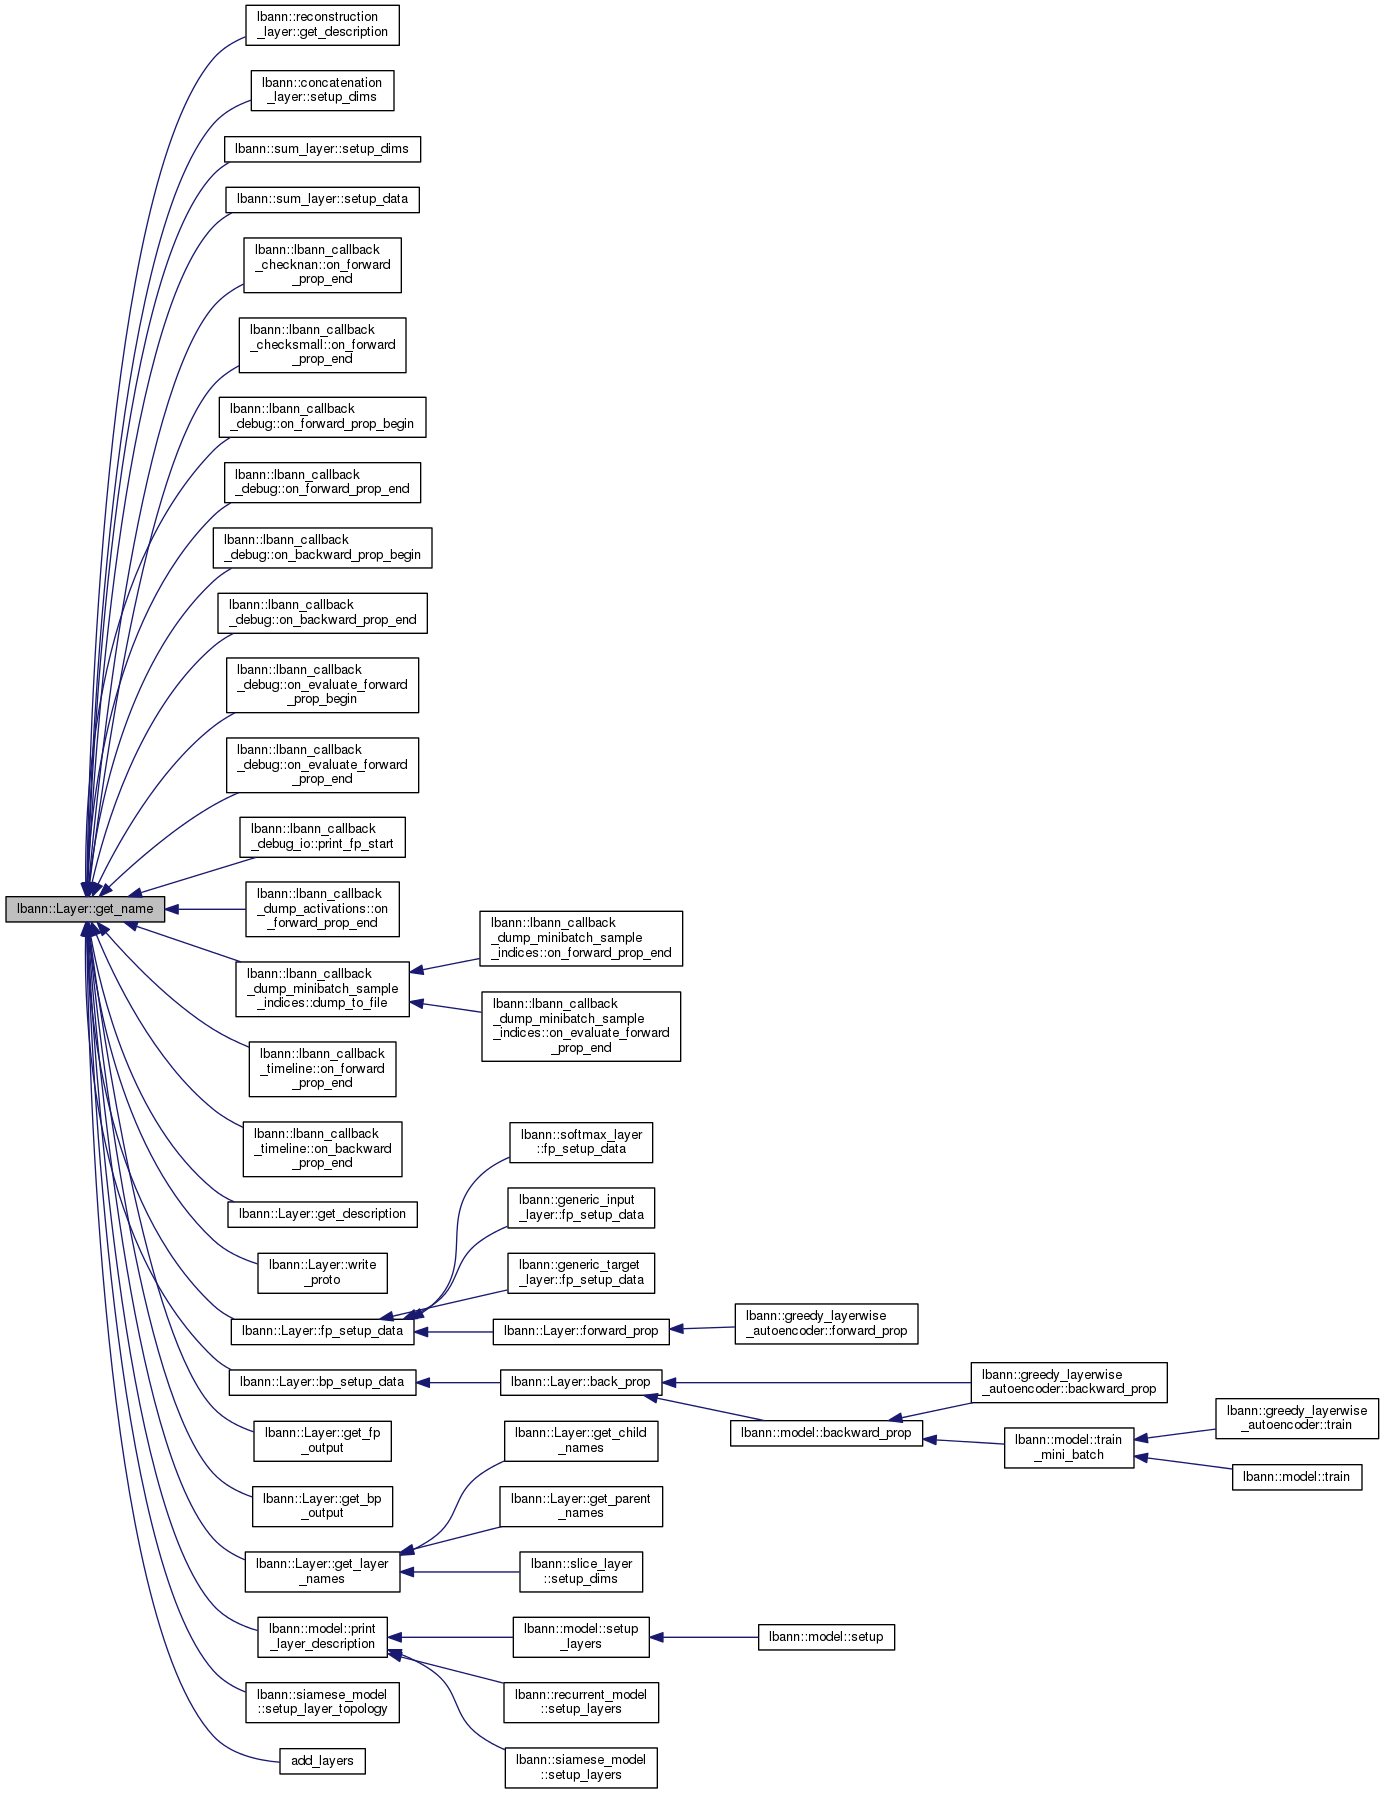 lbann::reconstruction
_layer::get_description
lbann::concatenation
_layer::setup_dims
lbann::sum_layer::setup_dims
lbann::sum_layer::setup_data
lbann::lbann_callback
_checknan::on_forward
_prop_end
lbann::lbann_callback
_checksmall::on_forward
_prop_end
lbann::lbann_callback
_debug::on_forward_prop_begin
lbann::lbann_callback
_debug::on_forward_prop_end
lbann::lbann_callback
_debug::on_backward_prop_begin
lbann::lbann_callback
_debug::on_backward_prop_end
lbann::lbann_callback
_debug::on_evaluate_forward
_prop_begin
lbann::lbann_callback
_debug::on_evaluate_forward
_prop_end
lbann::lbann_callback
_debug_io::print_fp_start
lbann::Layer::get_name
lbann::lbann_callback
_dump_activations::on
_forward_prop_end
lbann::lbann_callback
_dump_minibatch_sample
_indices::dump_to_file
lbann::lbann_callback
_dump_minibatch_sample
_indices::on_forward_prop_end
lbann::lbann_callback
_dump_minibatch_sample
_indices::on_evaluate_forward
_prop_end
lbann::lbann_callback
_timeline::on_forward
_prop_end
lbann::lbann_callback
_timeline::on_backward
_prop_end
lbann::Layer::get_description
lbann::Layer::write
_proto
lbann::softmax_layer
::fp_setup_data
lbann::generic_input
_layer::fp_setup_data
lbann::generic_target
_layer::fp_setup_data
lbann::Layer::fp_setup_data
lbann::Layer::forward_prop
lbann::greedy_layerwise
_autoencoder::forward_prop
lbann::Layer::bp_setup_data
lbann::Layer::back_prop
lbann::greedy_layerwise
_autoencoder::backward_prop
lbann::model::backward_prop
lbann::model::train
_mini_batch
lbann::greedy_layerwise
_autoencoder::train
lbann::model::train
lbann::Layer::get_fp
_output
lbann::Layer::get_bp
_output
lbann::Layer::get_child
_names
lbann::Layer::get_parent
_names
lbann::Layer::get_layer
_names
lbann::slice_layer
::setup_dims
lbann::model::print
_layer_description
lbann::model::setup
_layers
lbann::model::setup
lbann::recurrent_model
::setup_layers
lbann::siamese_model
::setup_layer_topology
lbann::siamese_model
::setup_layers
add_layers